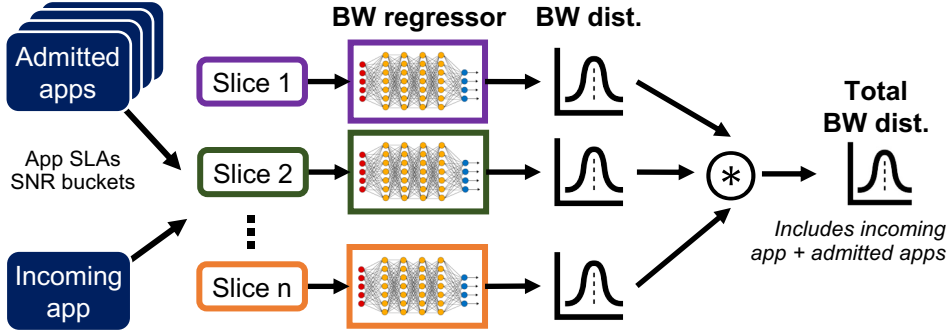 BW regressor
BW dist.
Admitted
apps
Slice 1
Total
BW dist.
App SLAs
SNR buckets
Slice 2
*
Includes incoming
app + admitted apps
Incoming
app
Slice n